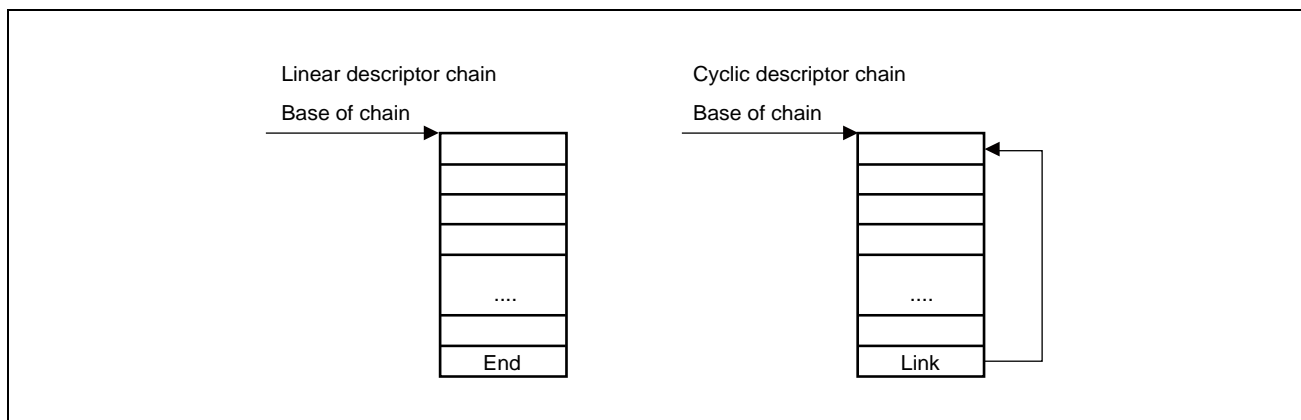 Linear descriptor chain
Base of chain
....
End
Cyclic descriptor chain
Base of chain
....
Link